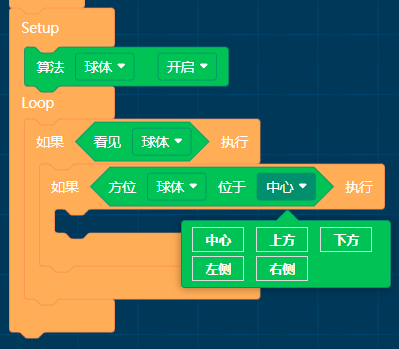 Setup
算法 球体 开启
Loop
如果 看见 球体 执行
如果 方位 球体 位于 中心 执行
中心 上方 下方
左侧 右侧